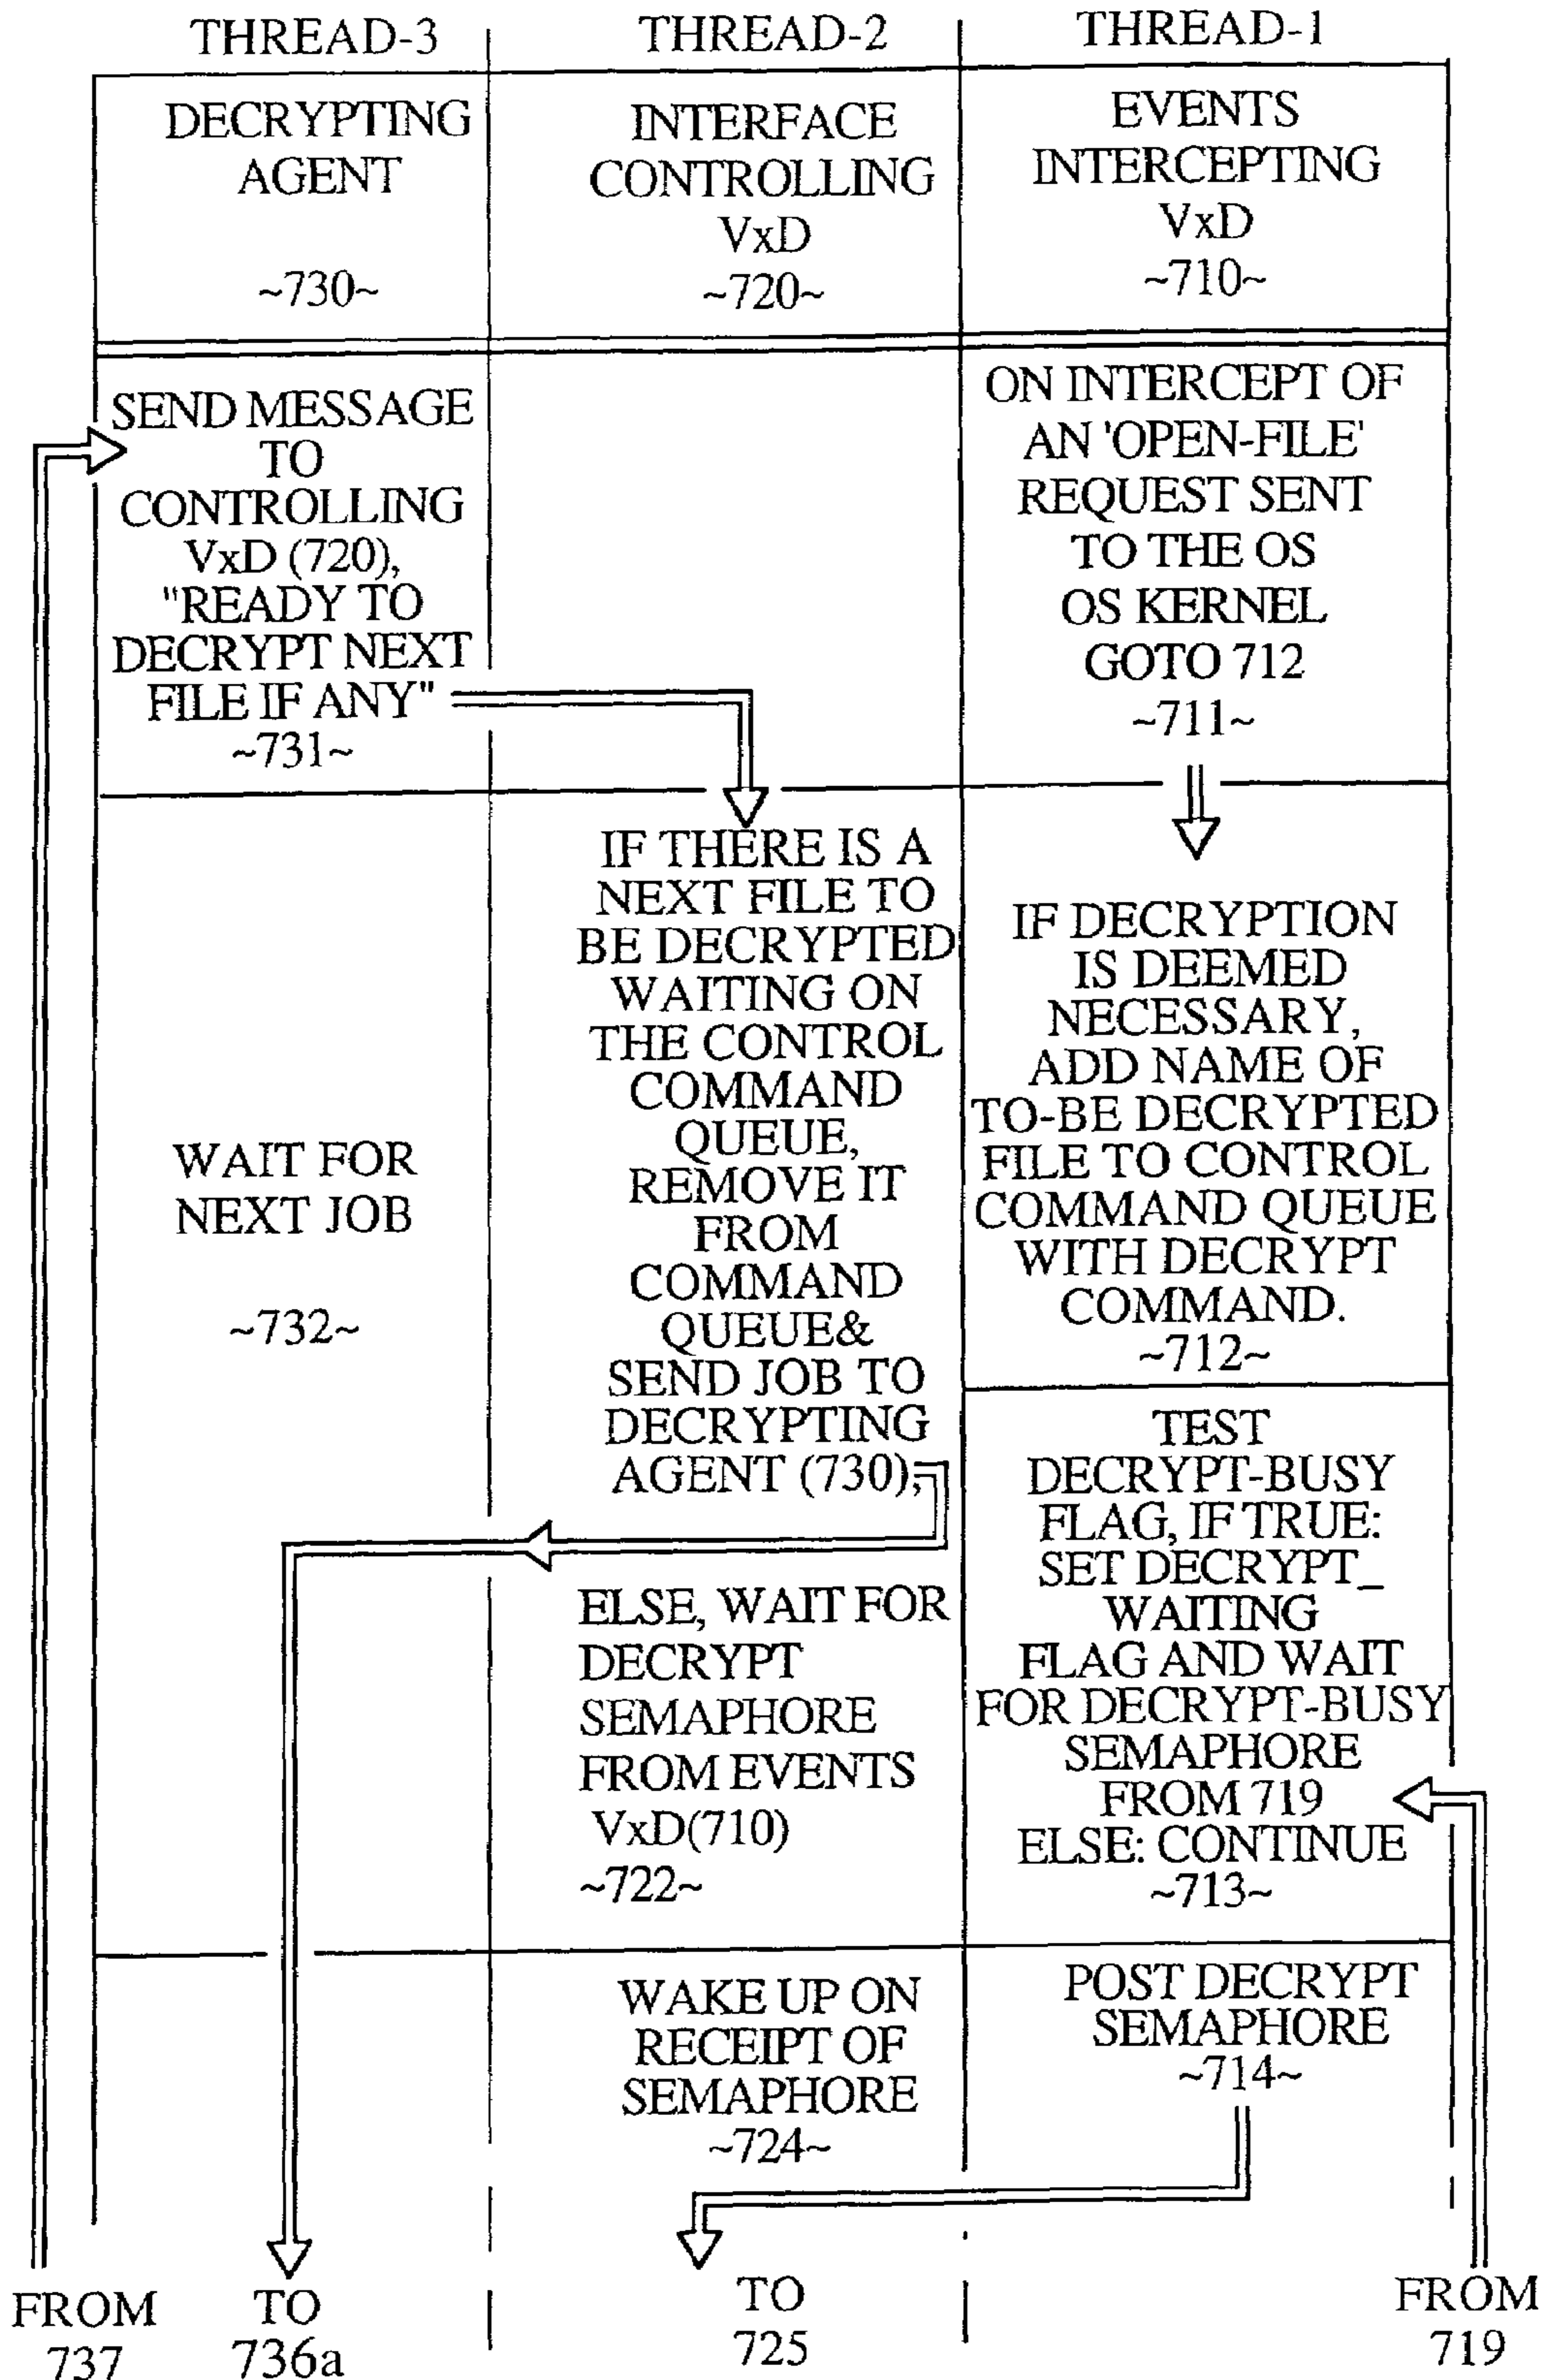 THREAD-3
THREAD-2
THREAD-1
DECRYPTING
AGENT
~730~
INTERFACE
CONTROLLING
VxD
~720~
EVENTS
INTERCEPTING
VxD
~710~
SEND MESSAGE
TO
CONTROLLING
VxD (720),
"READY TO
DECRYPT NEXT
FILE IF ANY"
~731~
ON INTERCEPT OF
AN 'OPEN-FILE'
REQUEST SENT
TO THE OS
OS KERNEL
GOTO 712
~711~
WAIT FOR
NEXT JOB
~732~
IF THERE IS A
NEXT FILE TO
BE DECRYPTED
WAITING ON
THE CONTROL
COMMAND
QUEUE,
REMOVE IT
FROM
COMMAND
QUEUE&
SEND JOB TO
DECRYPTING
AGENT (730);
ELSE, WAIT FOR
DECRYPT
SEMAPHORE
FROM EVENTS
VxD(710)
~722~
IF DECRYPTION
IS DEEMED
NECESSARY,
ADD NAME OF
TO-BE DECRYPTED
FILE TO CONTROL
COMMAND QUEUE
WITH DECRYPT
COMMAND.
~712~
TEST
DECRYPT-BUSY
FLAG, IF TRUE:
SET DECRYPT_
WAITING
FLAG AND WAIT
FOR DECRYPT-BUSY
SEMAPHORE
FROM 719
ELSE: CONTINUE
~713~
WAKE UP ON
RECEIPT OF
SEMAPHORE
~724~
POST DECRYPT
SEMAPHORE
~714~
FROM
737
TO
736a
TO
725
FROM
719